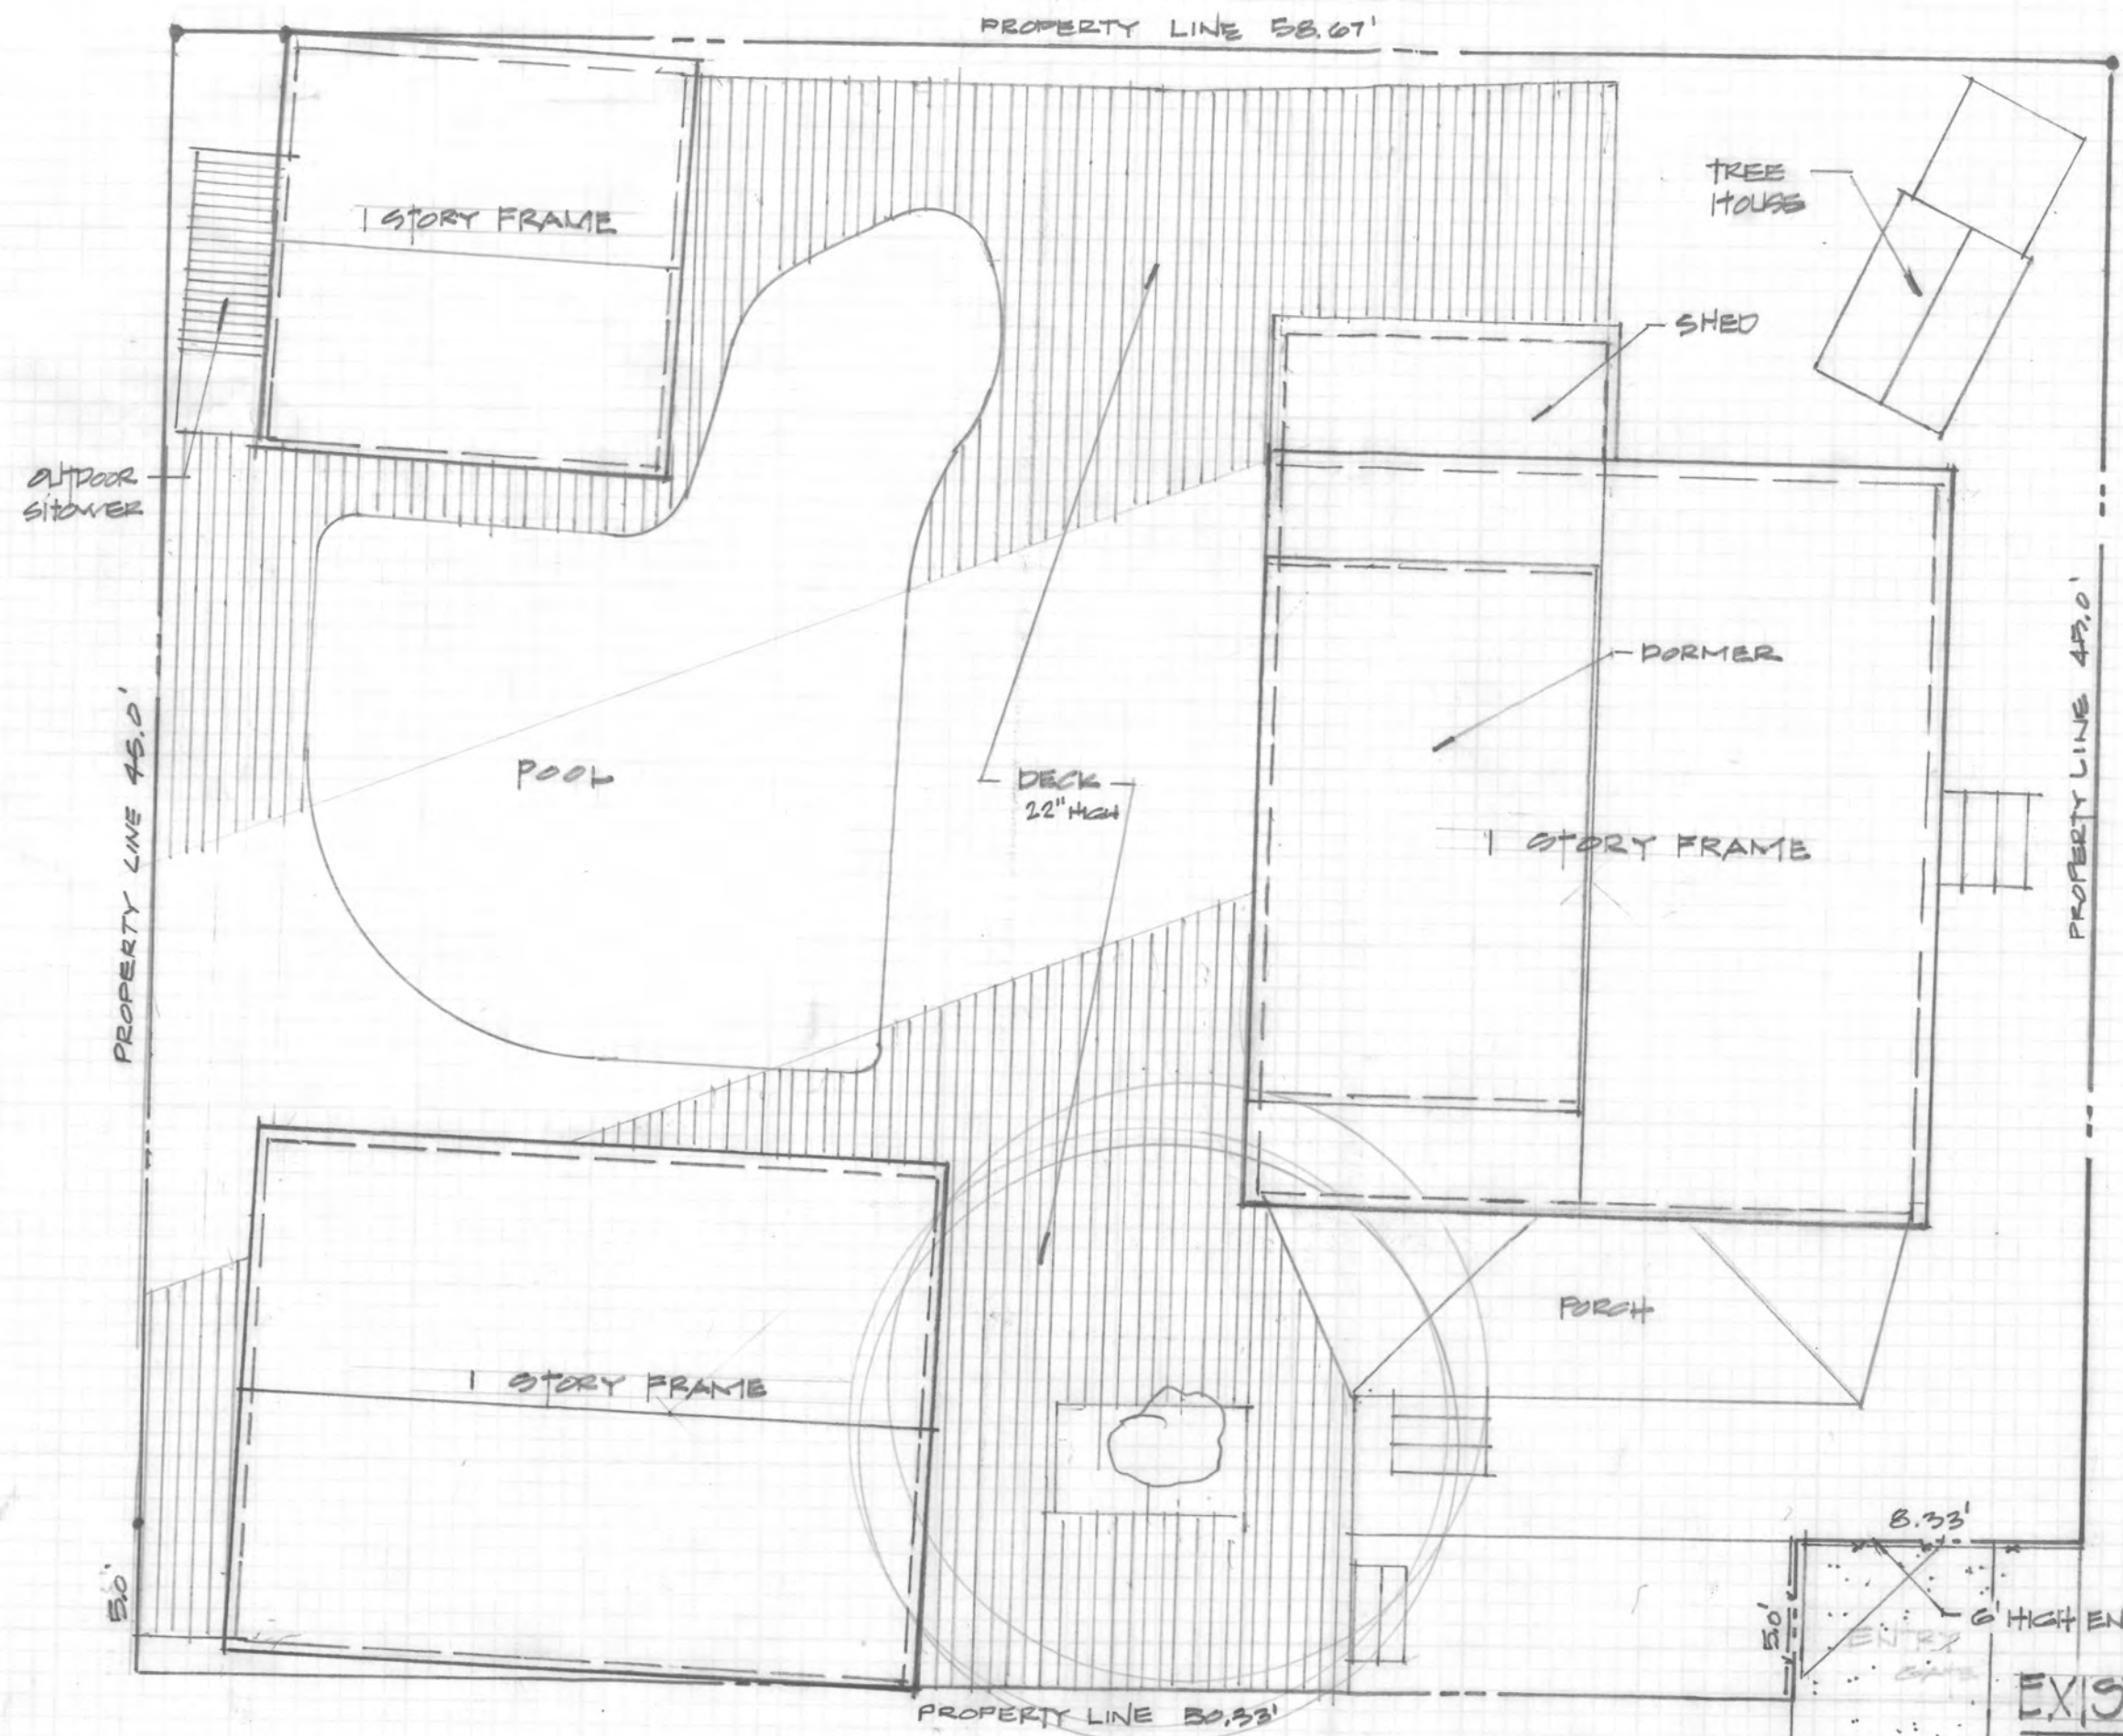 PROPERTY LINE 58.67'
TREE
HOUSE
1 STORY FRAME
SHED
OUTDOOR
SHOWER
DORMER
POOL
DECK
22" HIGH
1 STORY FRAME
PROPERTY LINE 45.0'
PROPERTY LINE 45.0'
PORCH
1 STORY FRAME
8.33'
5.0'
5.0'
6' HIGH EN
ENTRY
GATE
EXIS
PROPERTY LINE 50.33'